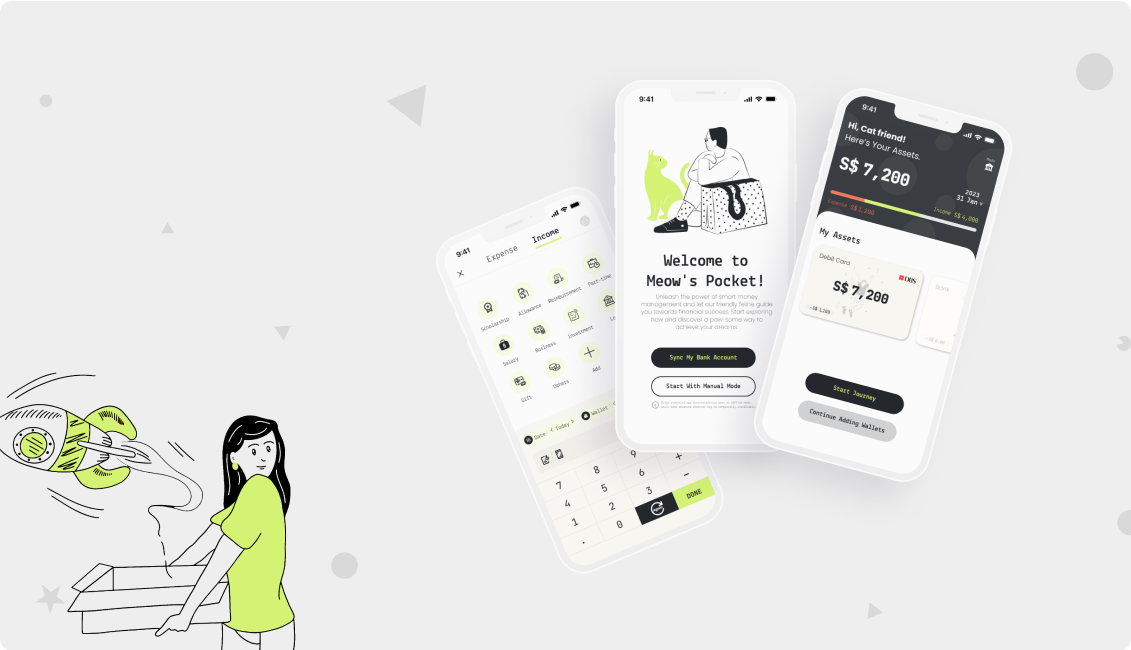 9:41
Expense Income
Scholarship Allowance Reimbursement Part-time
Salary Business Investment
Gift Others Add
Date < Today > Wallet
7 8 9
4 5 6 +
1 2 3 -
. 0 DONE
9:41
Welcome to
Meow's Pocket!
Unleash the power of smart money
management and let our friendly feline guide
you towards financial success. Start exploring
now and discover a paw-some way to
achieve your dreams.
Sync My Bank Account
Start With Manual Mode
9:41
Hi, Cat friend!
Here's Your Assets.
S$ 7,200
2023
31 Jan
Expense S$ 1,200
Income S$ 4,000
My Assets
Debit Card
DBS
S$ 7,200
-S$ 1,200
Start Journey
Continue Adding Wallets